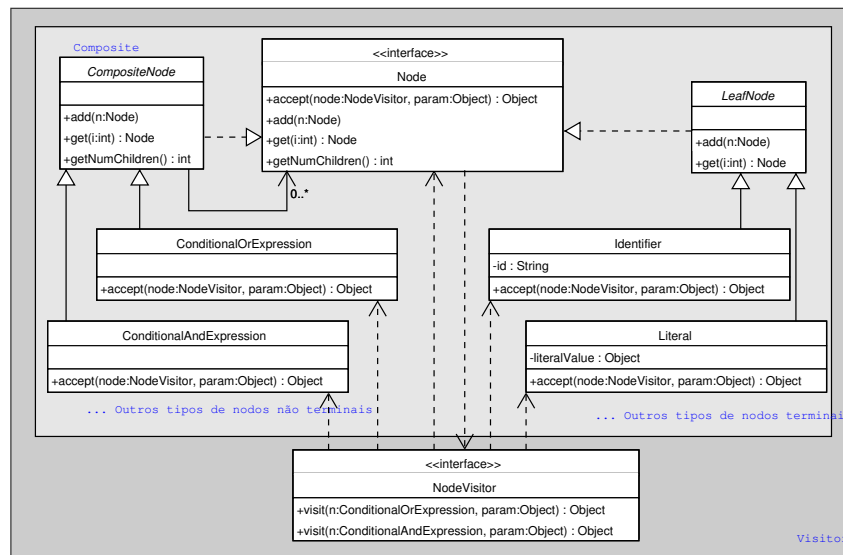 Composite
CompositeNode
+add(n:Node)
+get(i:int) : Node
+getNumChildren() : int
<<interface>>
Node
+accept(node:NodeVisitor, param:Object) : Object
+add(n:Node)
+get(i:int) : Node
+getNumChildren() : int
LeafNode
+add(n:Node)
+get(i:int) : Node
0..*
ConditionalOrExpression
+accept(node:NodeVisitor, param:Object) : Object
Identifier
-id : String
+accept(node:NodeVisitor, param:Object) : Object
ConditionalAndExpression
+accept(node:NodeVisitor, param:Object) : Object
Literal
-literalValue : Object
+accept(node:NodeVisitor, param:Object) : Object
... Outros tipos de nodos não terminais
... Outros tipos de nodos terminai
<<interface>>
NodeVisitor
+visit(n:ConditionalOrExpression, param:Object) : Object
+visit(n:ConditionalAndExpression, param:Object) : Object
Visitor